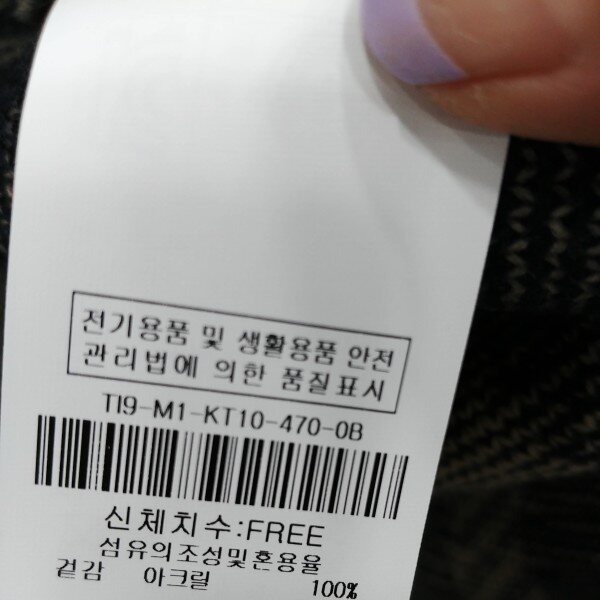 전기용품 및 생활용품 안전
관리법에 의한 품질표시
TI9-M1-KT10-470-0B
신체치수:FREE
섬유의조성및혼용율
겉감 아크릴 100%